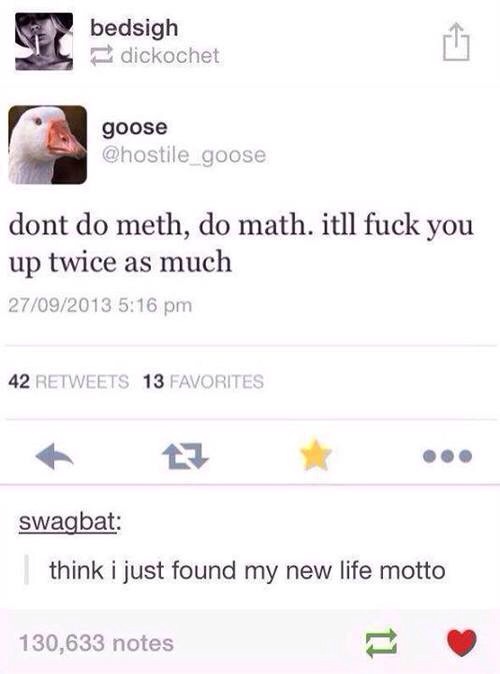 bedsigh
dickochet
goose
@hostile_goose
dont do meth, do math. itll fuck you
up twice as much
27/09/2013 5:16 pm
42 RETWEETS 13 FAVORITES
swagbat:
think i just found my new life motto
130,633 notes